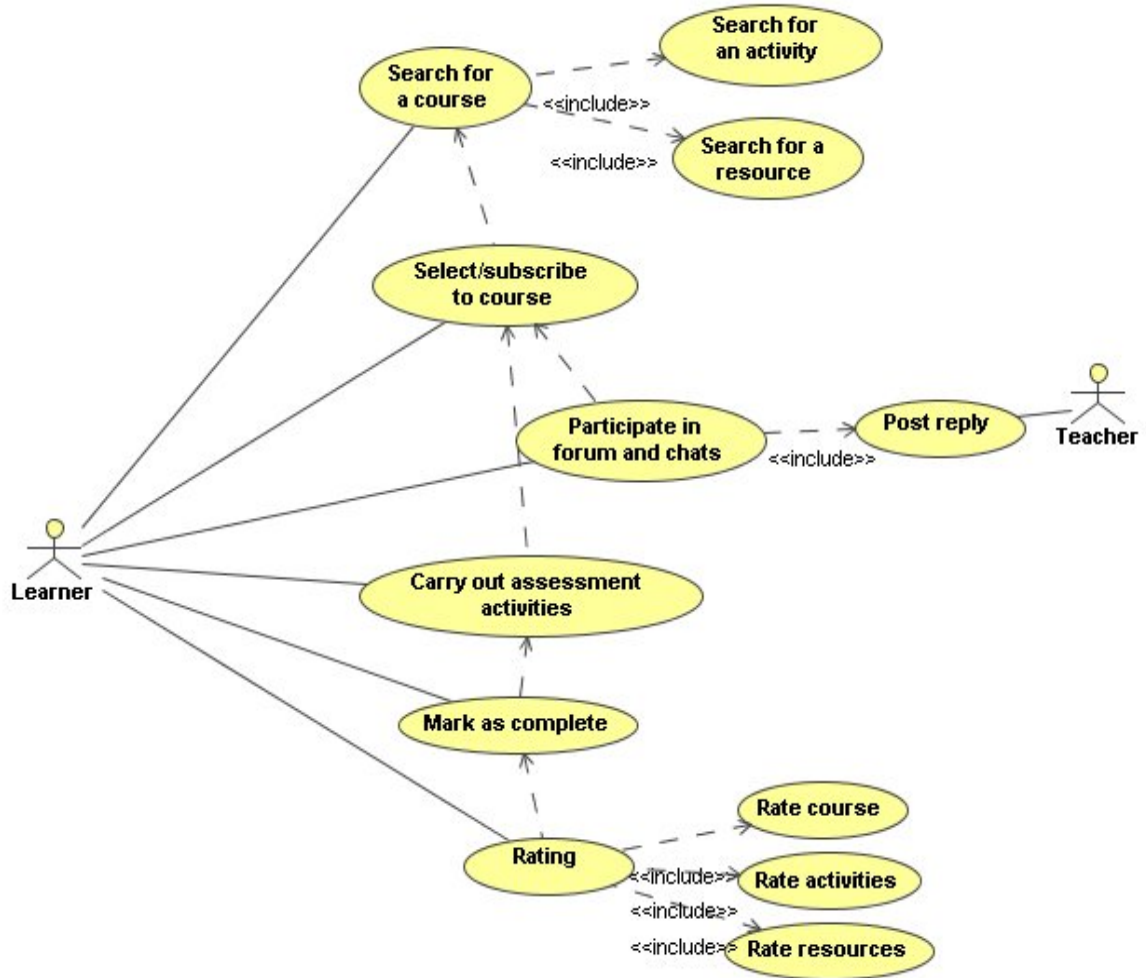 Search for
an activity
Search for
a course
<<include>>
Search for a
resource
<<include>>
Select/subscribe
to course
Participate in
forum and chats
<<include>>
Post reply
Teacher
Learner
Carry out assessment
activities
Mark as complete
Rate course
Rating
<<include>>
Rate activities
<<include>>
<<include>>
Rate resources